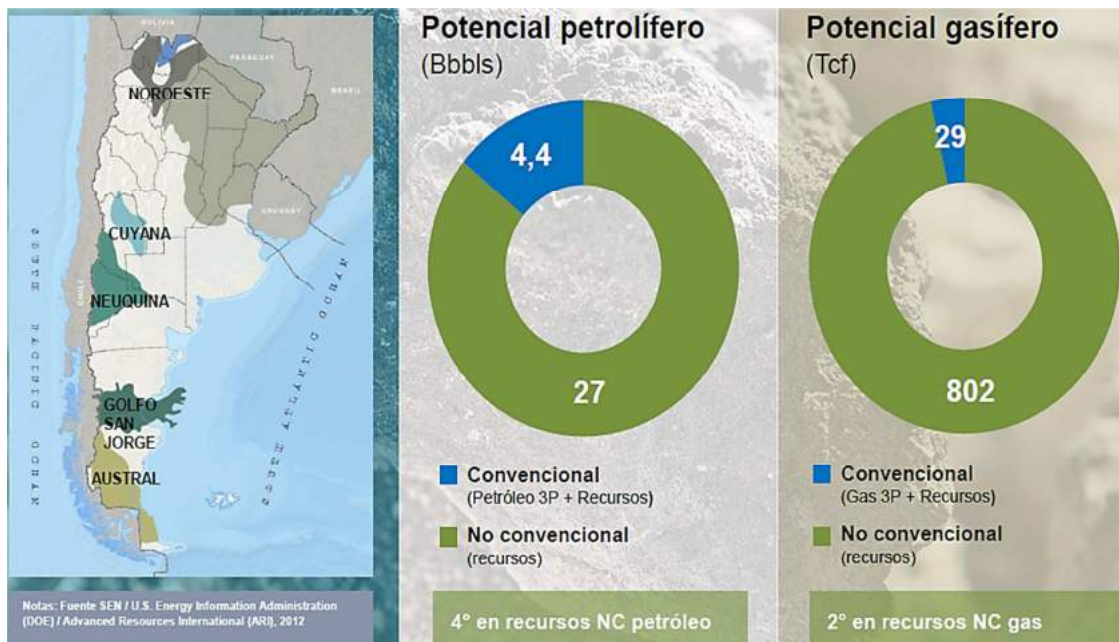 BOLIVIA
PARAGUAY
BRASIL
NOROESTE
CUYANA
URUGUAY
CHILE
NEUQUINA
GOLFO
SAN
JORGE
AUSTRAL
SOUTH PACIFIC OCEAN
SOUTH ATLANTIC OCEAN
Notas: Fuente SEN / U.S. Energy Information Administration
(DOE) / Advanced Resources International (ARI), 2012
Potencial petrolífero
(Bbbls)
4,4
27
Convencional
(Petróleo 3P + Recursos)
No convencional
(recursos)
4° en recursos NC petróleo
Potencial gasífero
(Tcf)
29
802
Convencional
(Gas 3P + Recursos)
No convencional
(recursos)
2° en recursos NC gas